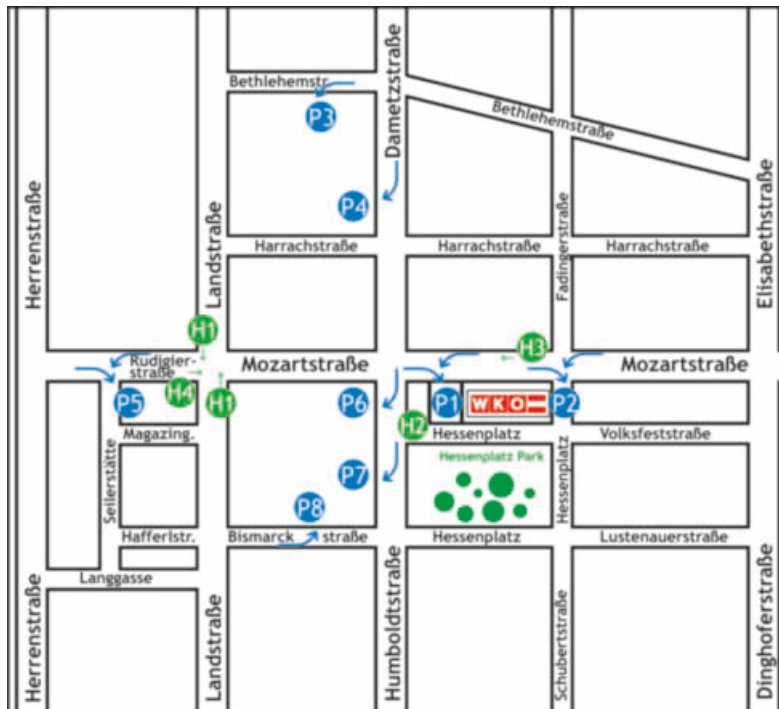 Bethlehemstr.
Dametzstraße
P3
Bethlehemstraße
P4
Herrenstraße
Landstraße
Harrachstraße
Harrachstraße
Fadingerstraße
Harrachstraße
Elisabethstraße
H1
H3
Rudigier-
straße
Mozartstraße
Mozartstraße
H4
P5
H1
P6
P1
WKO
P2
H2
Magazing.
Hessenplatz
Volksfeststraße
Seilerstätte
Hessenplatz Park
P7
Hessenplatz
P8
Hafferlstr.
Bismarck straße
Hessenplatz
Lustenauerstraße
Langgasse
Herrenstraße
Landstraße
Humboldtstraße
Schubertstraße
Dinghoferstraße